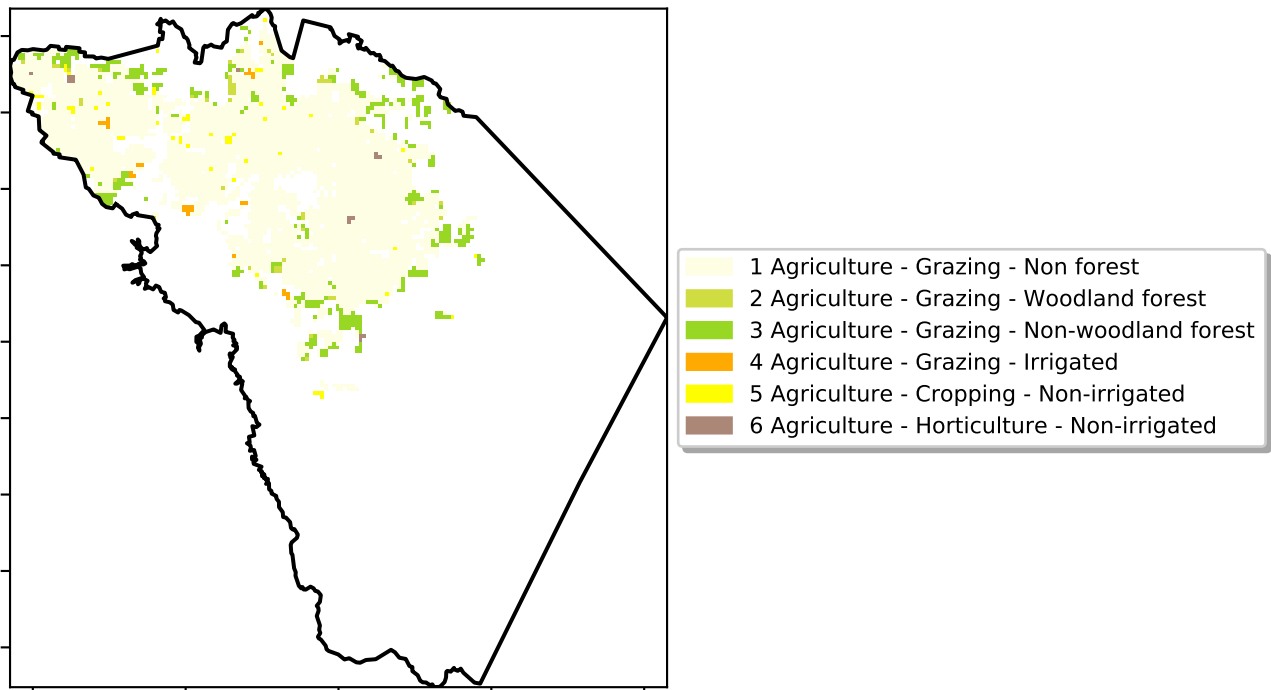 1 Agriculture - Grazing - Non forest
2 Agriculture - Grazing - Woodland forest
3 Agriculture - Grazing - Non-woodland forest
4 Agriculture - Grazing - Irrigated
5 Agriculture - Cropping - Non-irrigated
6 Agriculture - Horticulture - Non-irrigated